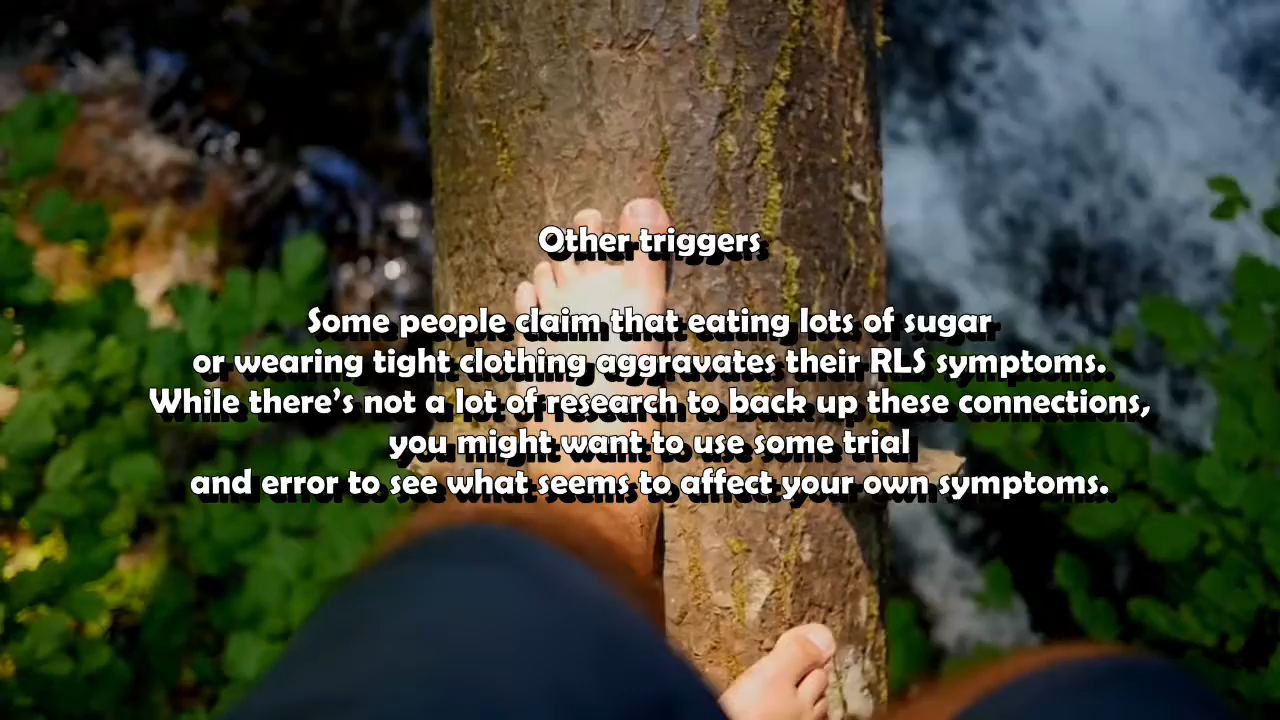 Other triggers
Some people claim that eating lots of sugar
or wearing tight clothing aggravates their RLS symptoms.
While there’s not a lot of research to back up these connections,
you might want to use some trial
and error to see what seems to affect your own symptoms.